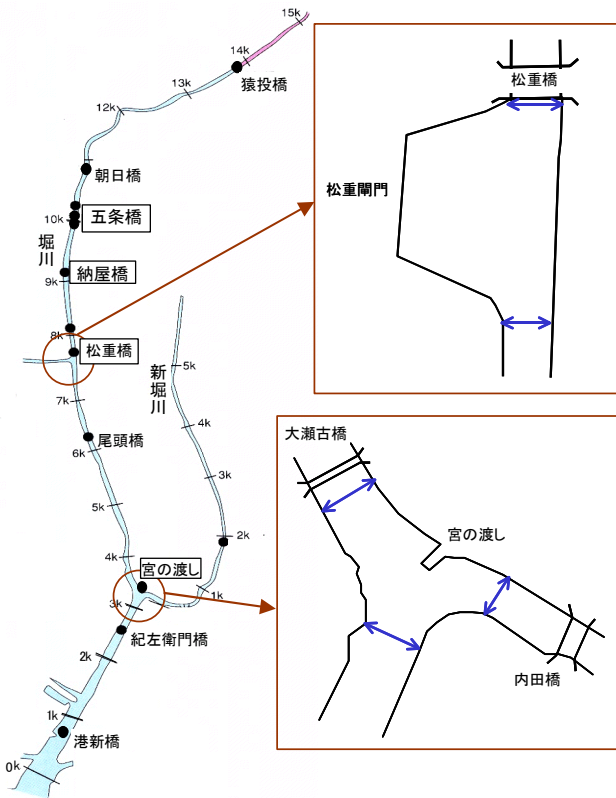 15k
14k
猿投橋
13k
12k
朝日橋
五条橋
10k
堀川
納屋橋
9k
8k
松重橋
新堀川
5k
7k
尾頭橋
4k
6k
3k
5k
2k
4k
宮の渡し
1k
3k
紀左衛門橋
2k
1k
港新橋
0k
松重橋
松重閘門
大瀬古橋
宮の渡し
内田橋